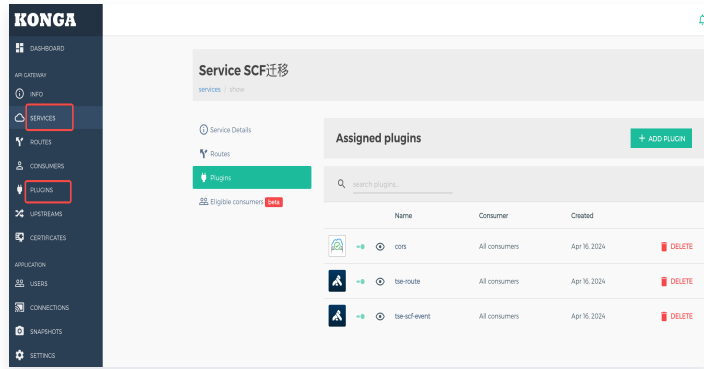 KONGA
DASHBOARD
API GATEWAY
INFO
SERVICES
ROUTES
CONSUMERS
PLUGINS
UPSTREAMS
CERTIFICATES
APPLICATION
USERS
CONNECTIONS
SNAPSHOTS
SETTINGS
Service SCF迁移
services / show
Service Details
Routes
Plugins
Eligible consumers beta
Assigned plugins
+ ADD PLUGIN
search plugins...
Name Consumer Created
cors All consumers Apr 16, 2024 DELETE
tse-route All consumers Apr 16, 2024 DELETE
tse-scf-event All consumers Apr 16, 2024 DELETE